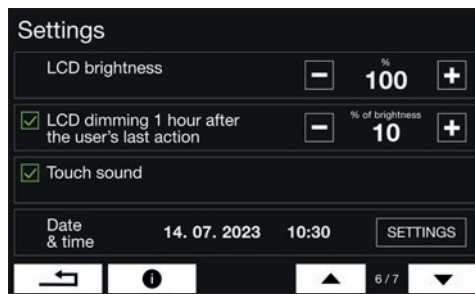 Settings
LCD brightness
%
100
LCD dimming 1 hour after
the user's last action
% of brightness
10
Touch sound
Date
& time
14. 07. 2023 10:30 SETTINGS
6/7